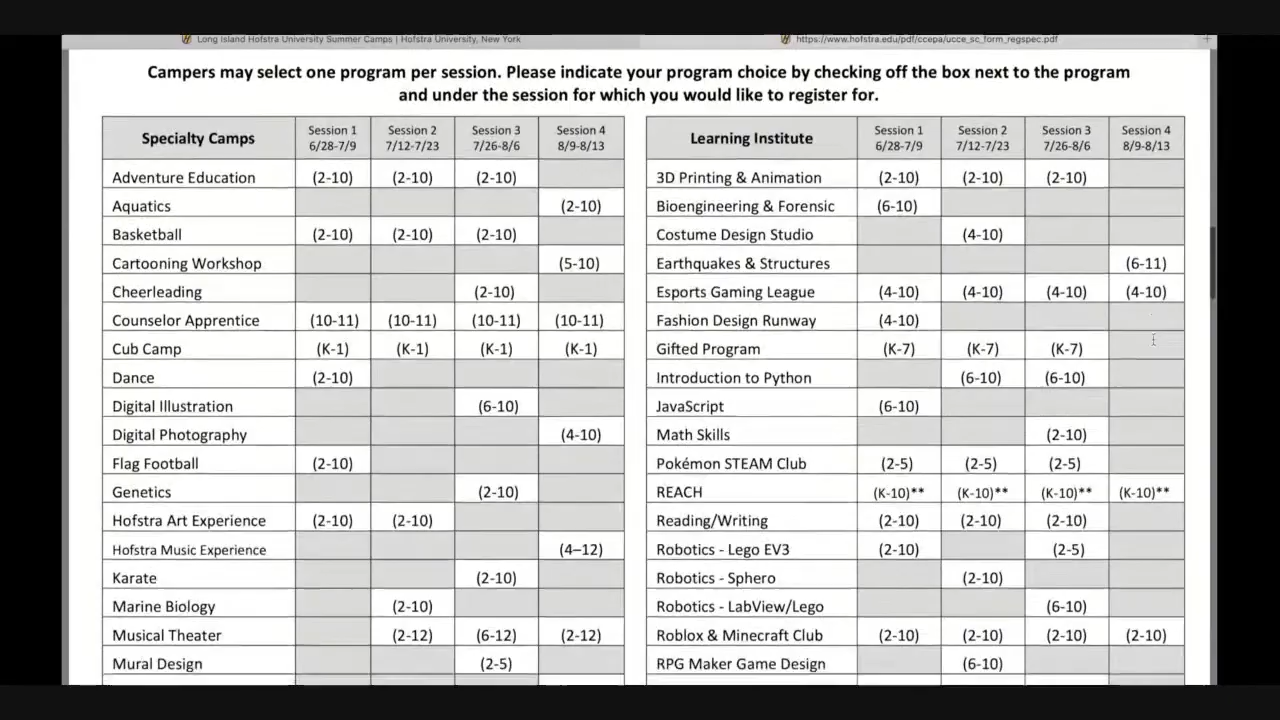 Long Island Hofstra University Summer Camps | Hofstra University, New York
https://www.hofstra.edu/pdf/ccepa/ucce_sc_form_regspec.pdf
Campers may select one program per session. Please indicate your program choice by checking off the box next to the program
and under the session for which you would like to register for.
Specialty Camps Session 1 6/28-7/9 Session 2 7/12-7/23 Session 3 7/26-8/6 Session 4 8/9-8/13
Adventure Education (2-10) (2-10) (2-10)
Aquatics (2-10)
Basketball (2-10) (2-10) (2-10)
Cartooning Workshop (5-10)
Cheerleading (2-10)
Counselor Apprentice (10-11) (10-11) (10-11) (10-11)
Cub Camp (K-1) (K-1) (K-1) (K-1)
Dance (2-10)
Digital Illustration (6-10)
Digital Photography (4-10)
Flag Football (2-10)
Genetics (2-10)
Hofstra Art Experience (2-10) (2-10)
Hofstra Music Experience (4–12)
Karate (2-10)
Marine Biology (2-10)
Musical Theater (2-12) (6-12) (2-12)
Mural Design (2-5)
Learning Institute Session 1 6/28-7/9 Session 2 7/12-7/23 Session 3 7/26-8/6 Session 4 8/9-8/13
3D Printing & Animation (2-10) (2-10) (2-10)
Bioengineering & Forensic (6-10)
Costume Design Studio (4-10)
Earthquakes & Structures (6-11)
Esports Gaming League (4-10) (4-10) (4-10) (4-10)
Fashion Design Runway (4-10)
Gifted Program (K-7) (K-7) (K-7)
Introduction to Python (6-10) (6-10)
JavaScript (6-10)
Math Skills (2-10)
Pokémon STEAM Club (2-5) (2-5) (2-5)
REACH (K-10)** (K-10)** (K-10)** (K-10)**
Reading/Writing (2-10) (2-10) (2-10)
Robotics - Lego EV3 (2-10) (2-5)
Robotics - Sphero (2-10)
Robotics - LabView/Lego (6-10)
Roblox & Minecraft Club (2-10) (2-10) (2-10) (2-10)
RPG Maker Game Design (6-10)